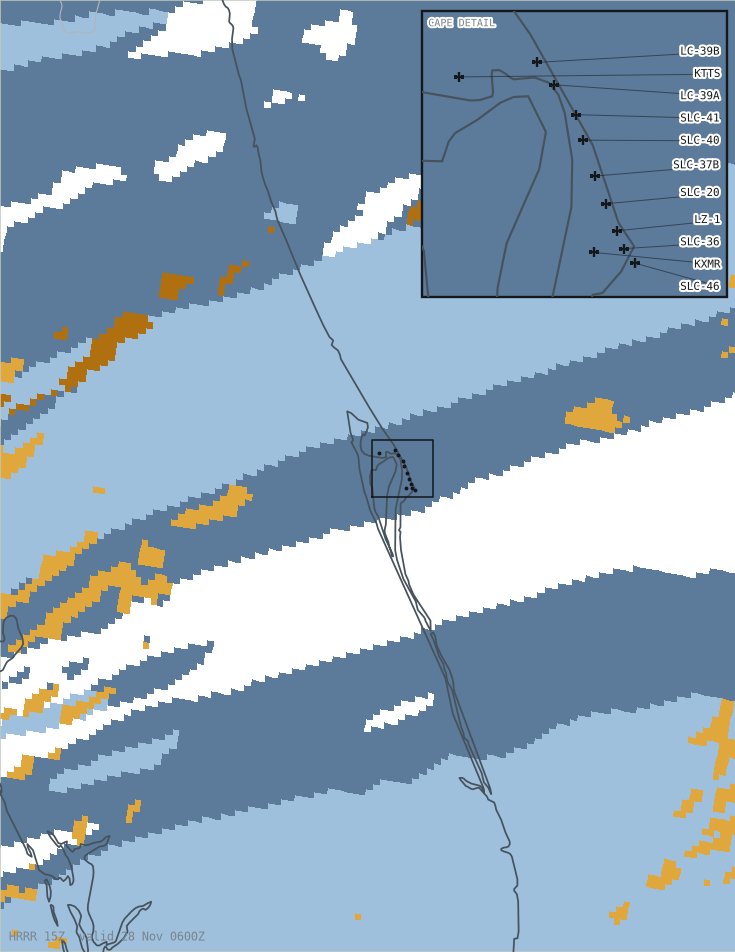 CAPE DETAIL
LC-39B
KTTS
LC-39A
SLC-41
SLC-40
SLC-37B
SLC-20
LZ-1
SLC-36
KXMR
SLC-46
HRRR 15Z valid 28 Nov 0600Z